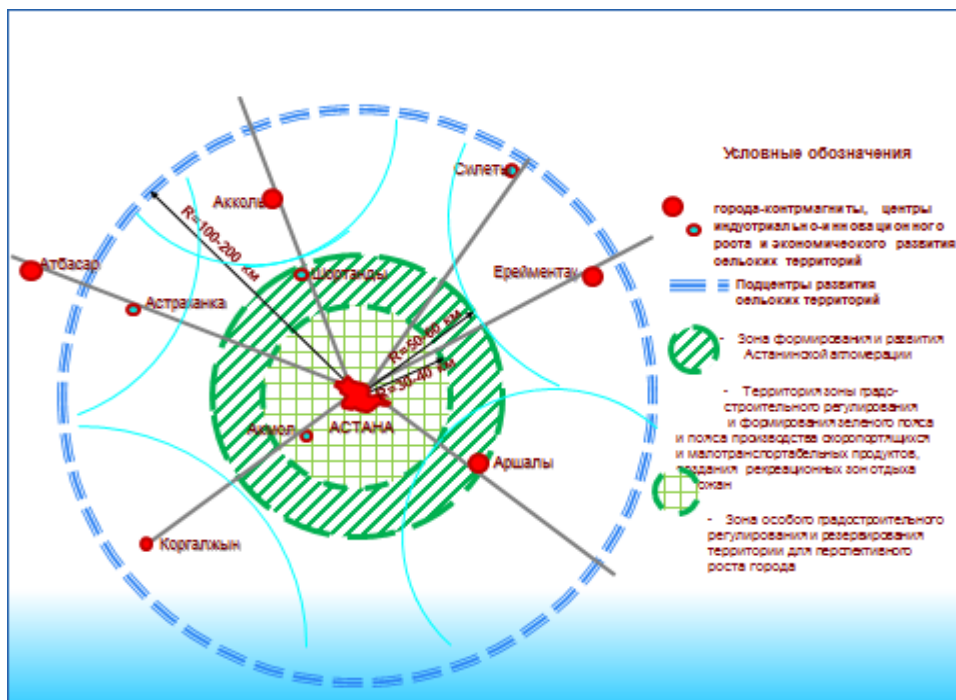 Силеты
Акколь
R=100-200 км
Атбасар
Шортанды
Ерейментау
Астраханка
R=50-60 км
R=30-40 км
Акмол
АСТАНА
Аршалы
Коргалжын
Условные обозначения
города-контрмагниты, центры
индустриально-инновационного
роста и экономического развития
сельских территорий
Подцентры развития
сельских территорий
- Зона формирования и развития
Астанинской агломерации
- Территория зоны градо-
строительного регулирования
и формирования зеленого пояса
и пояса производства скоропортящихся
и малотранспортабельных продуктов,
рекреационных зон отдыха
- Зона особого градостроительного
регулирования и резервирования
территории для перспективного
роста города